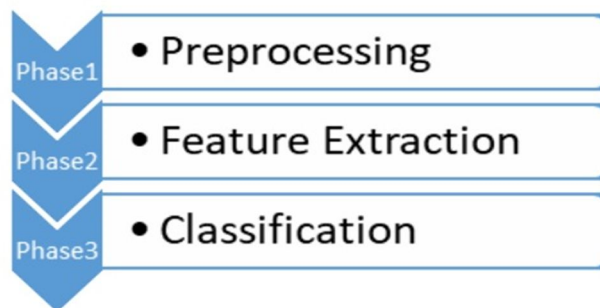 Phase1
• Preprocessing
Phase2
• Feature Extraction
Phase3
• Classification